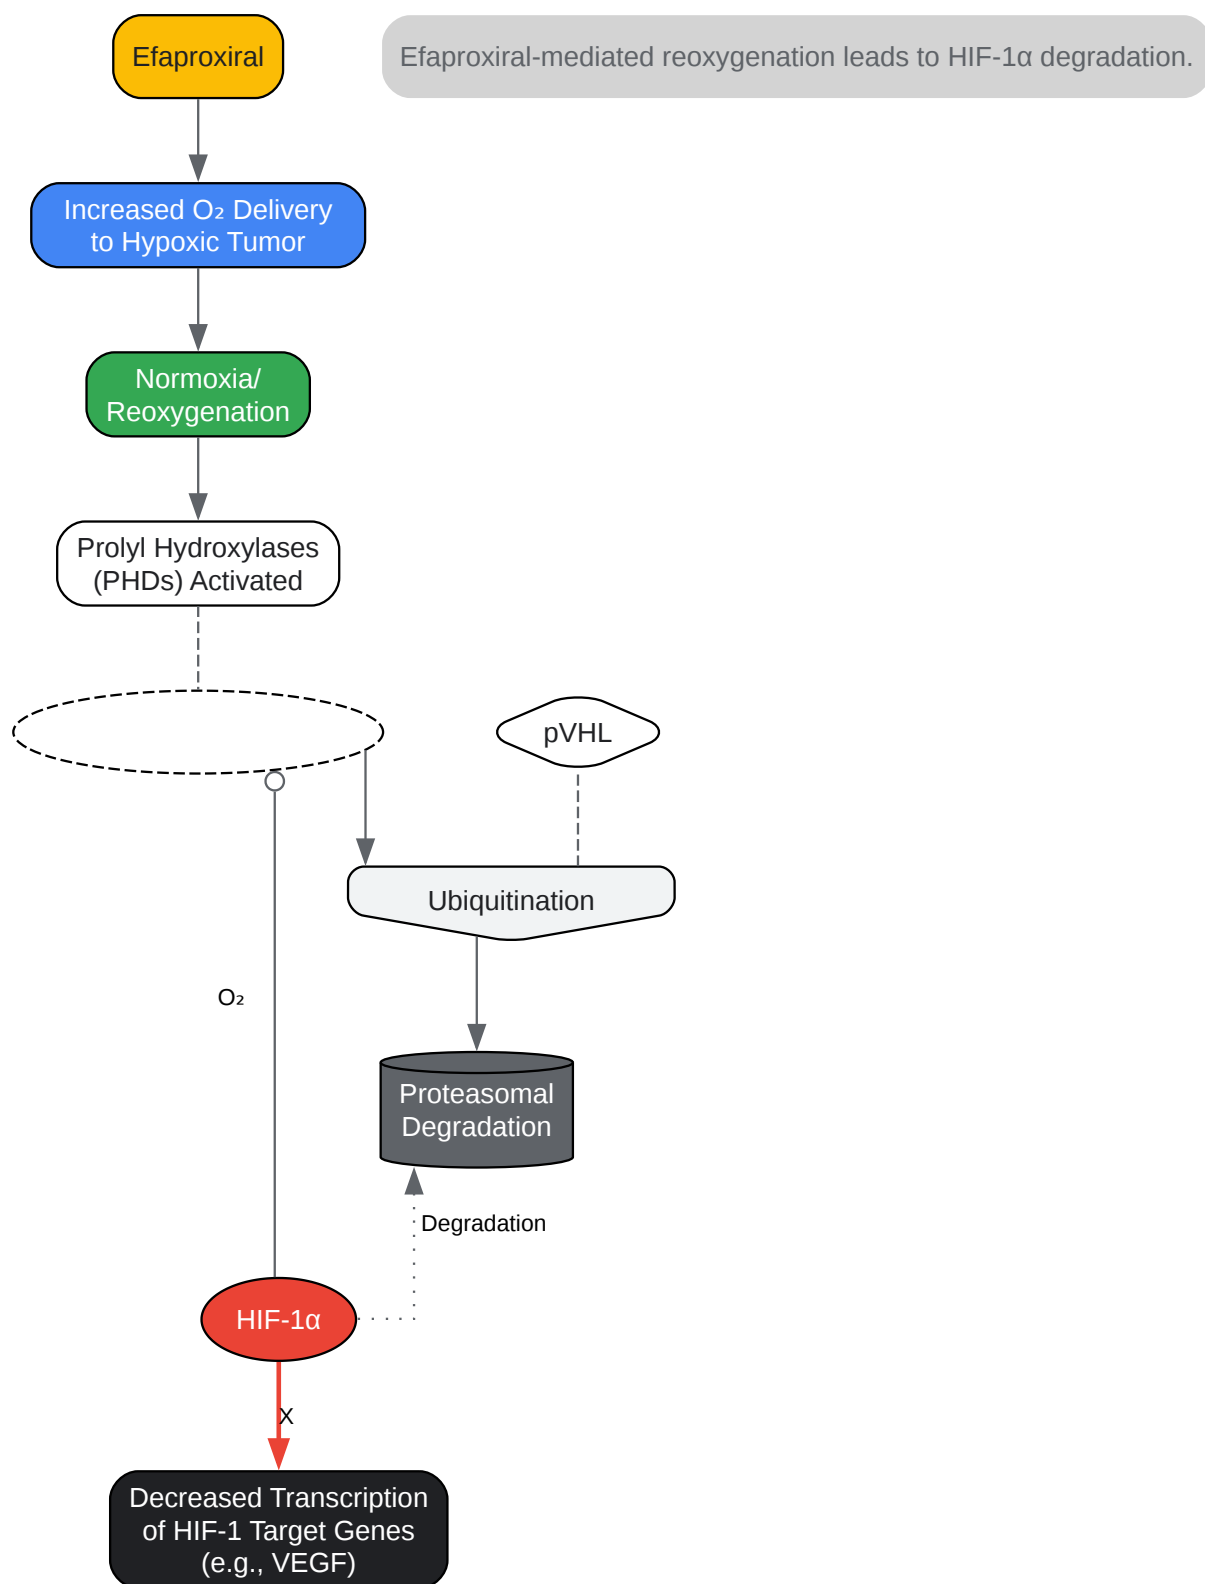 Efaproxiral
Efaproxiral-mediated reoxygenation leads to HIF-1α degradation.
Increased O₂ Delivery
to Hypoxic Tumor
Normoxia/
Reoxygenation
Prolyl Hydroxylases
(PHDs) Activated
pVHL
Ubiquitination
O₂
Proteasomal
Degradation
Degradation
HIF-1α
X
Decreased Transcription
of HIF-1 Target Genes
(e.g., VEGF)